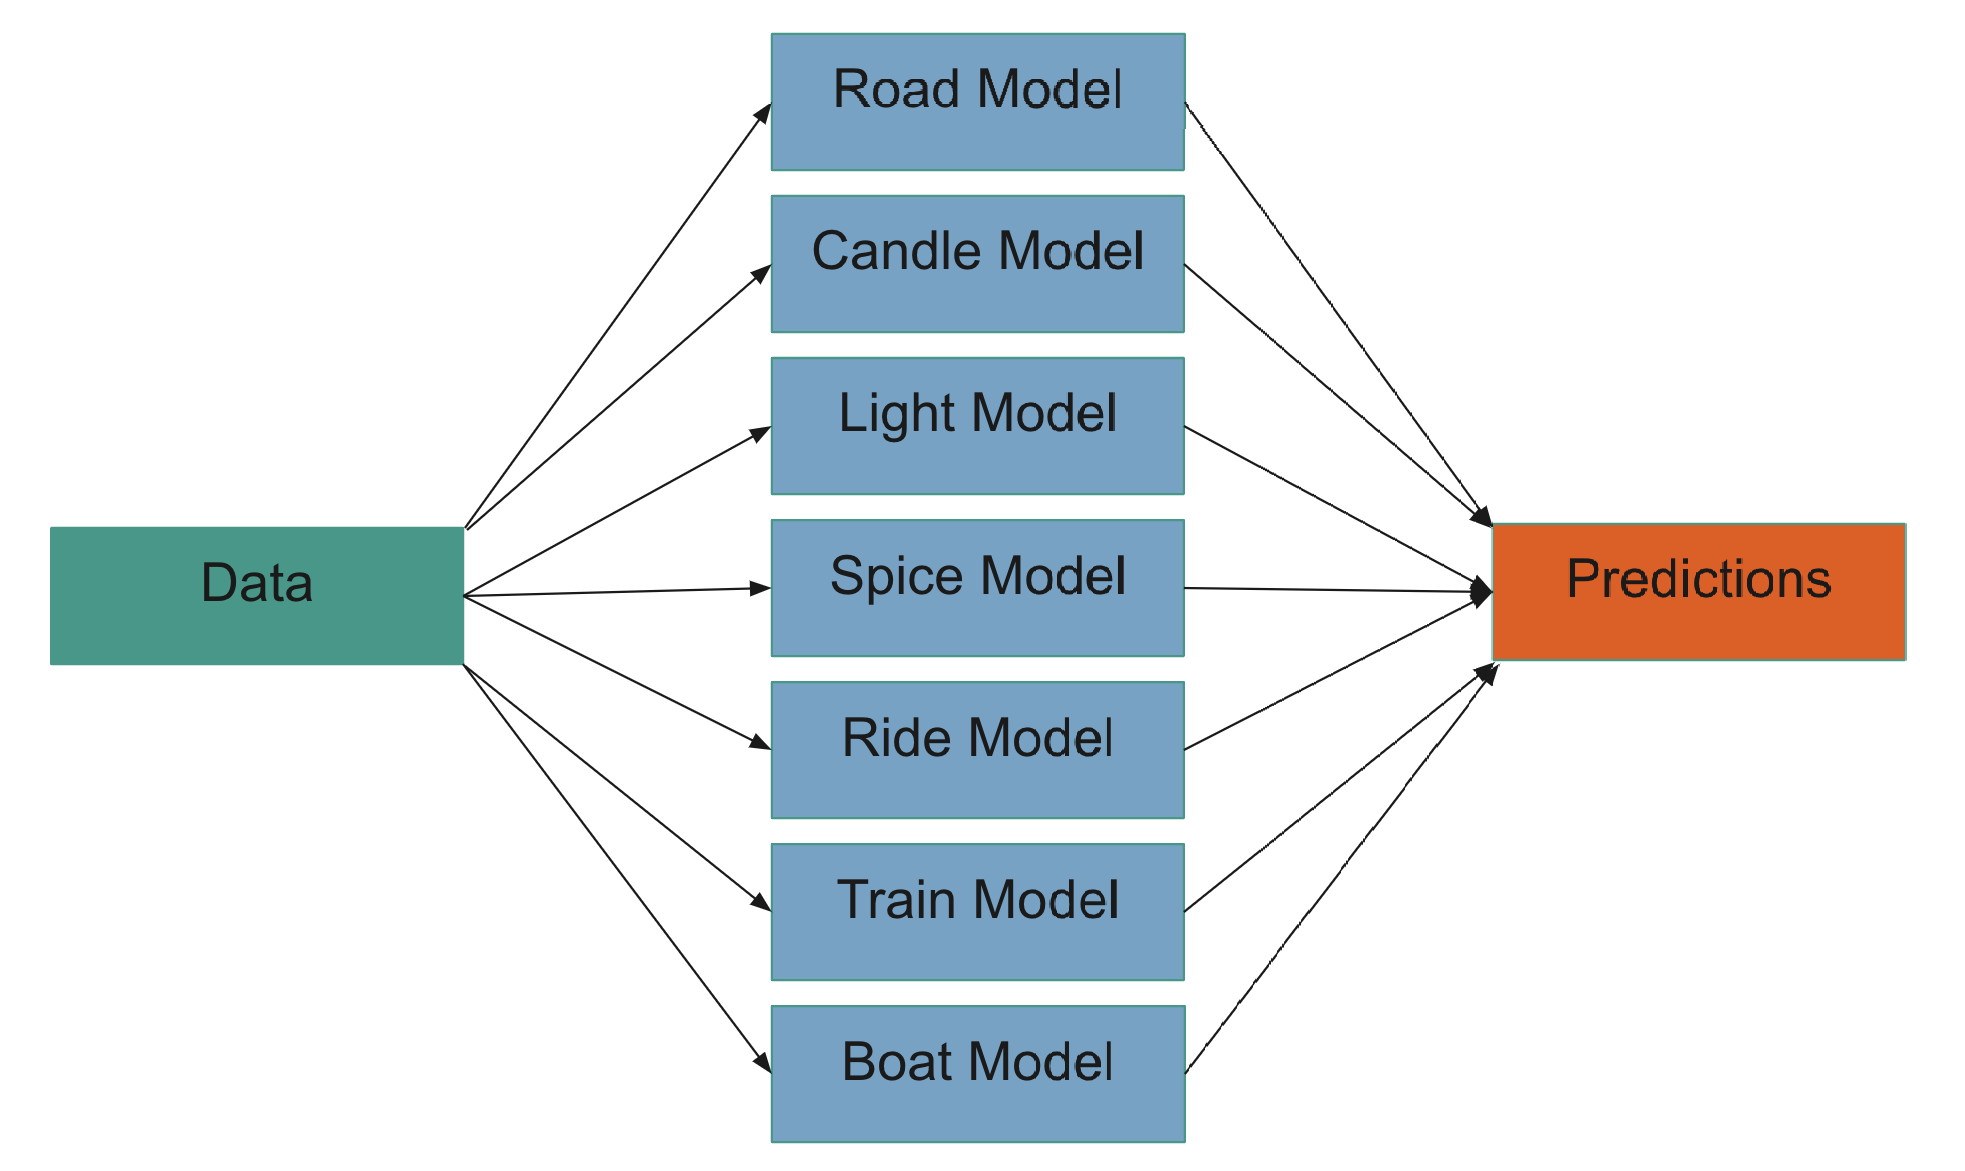 Road Model
Candle Model
Light Model
Data
Spice Model
Predictions
Ride Model
Train Model
Boat Model